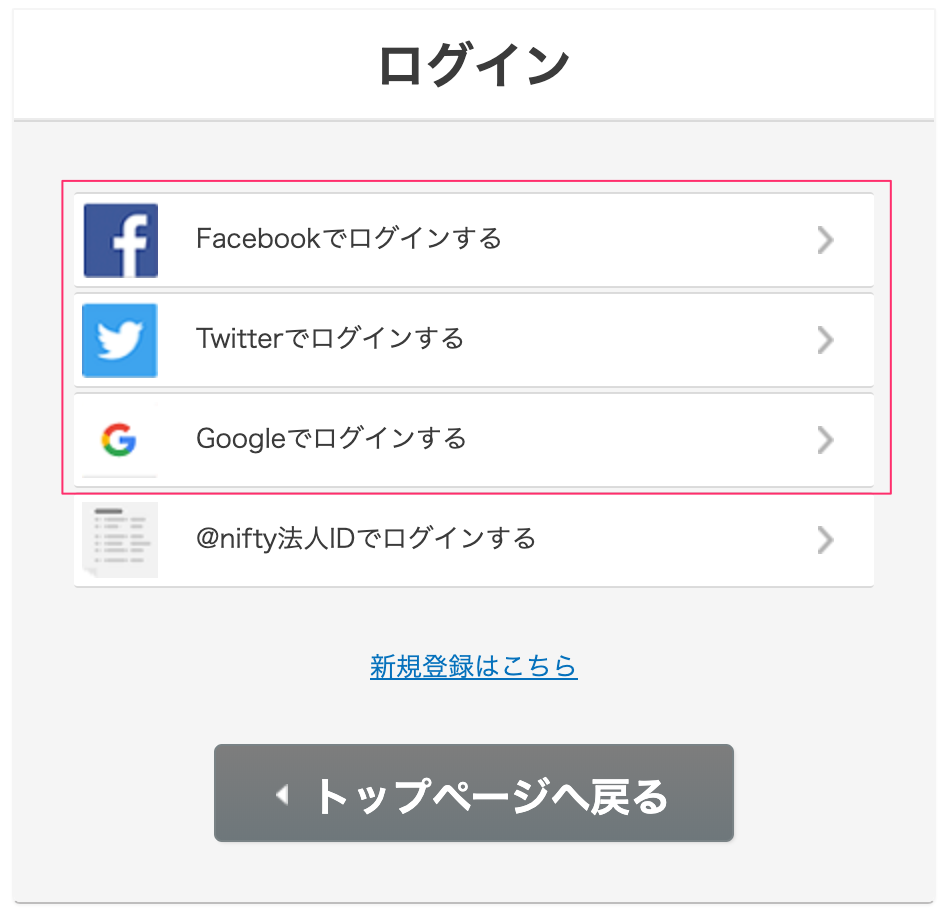 ログイン
Facebookでログインする
Twitterでログインする
Googleでログインする
@nifty法人IDでログインする
新規登録はこちら
トップページへ戻る